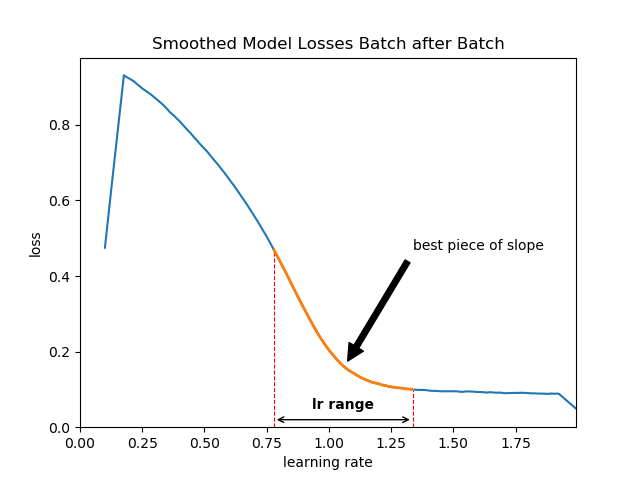 Smoothed Model Losses Batch after Batch
loss
0.8
0.6
0.4
0.2
0.0
best piece of slope
lr range
0.00 0.25 0.50 0.75 1.00 1.25 1.50 1.75
learning rate